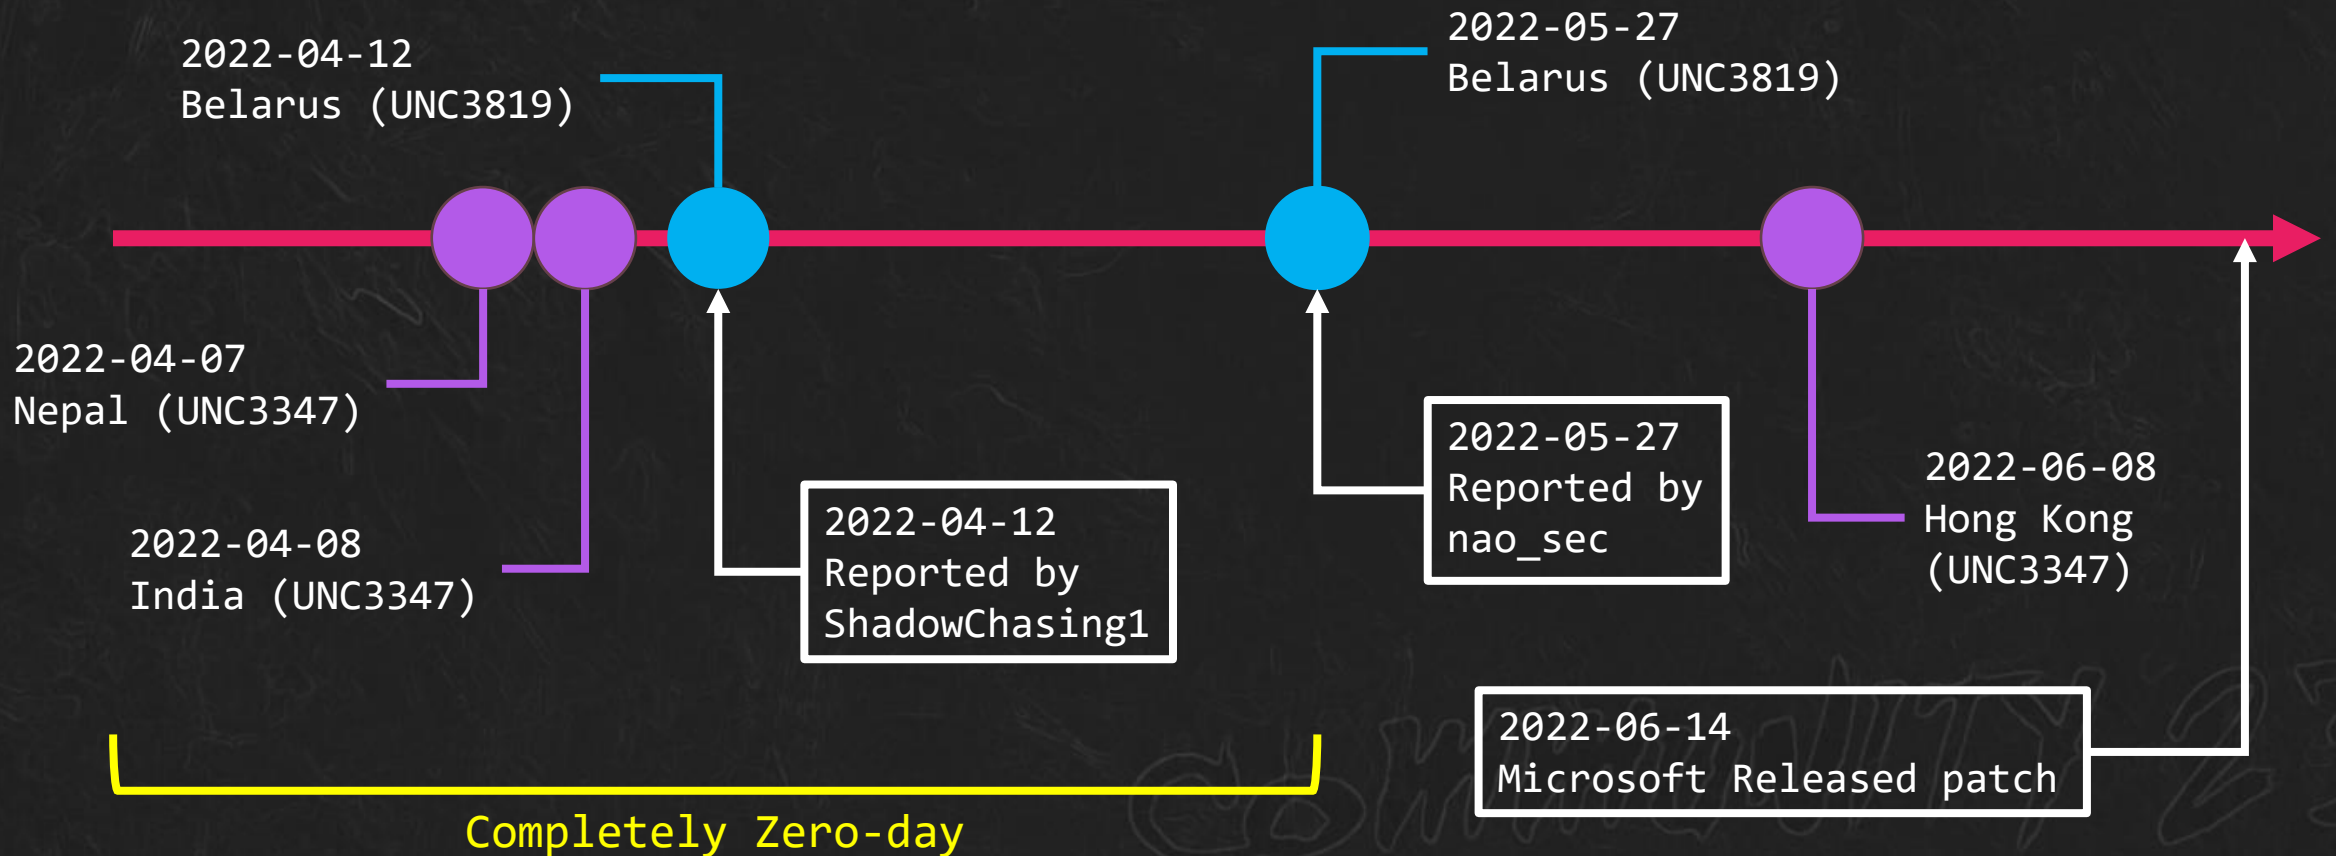 2022-04-12
Belarus (UNC3819)
2022-05-27
Belarus (UNC3819)
2022-04-07
Nepal (UNC3347)
2022-04-08
India (UNC3347)
2022-04-12
Reported by
ShadowChasing1
2022-05-27
Reported by
nao_sec
2022-06-08
Hong Kong
(UNC3347)
2022-06-14
Microsoft Released patch
Completely Zero-day